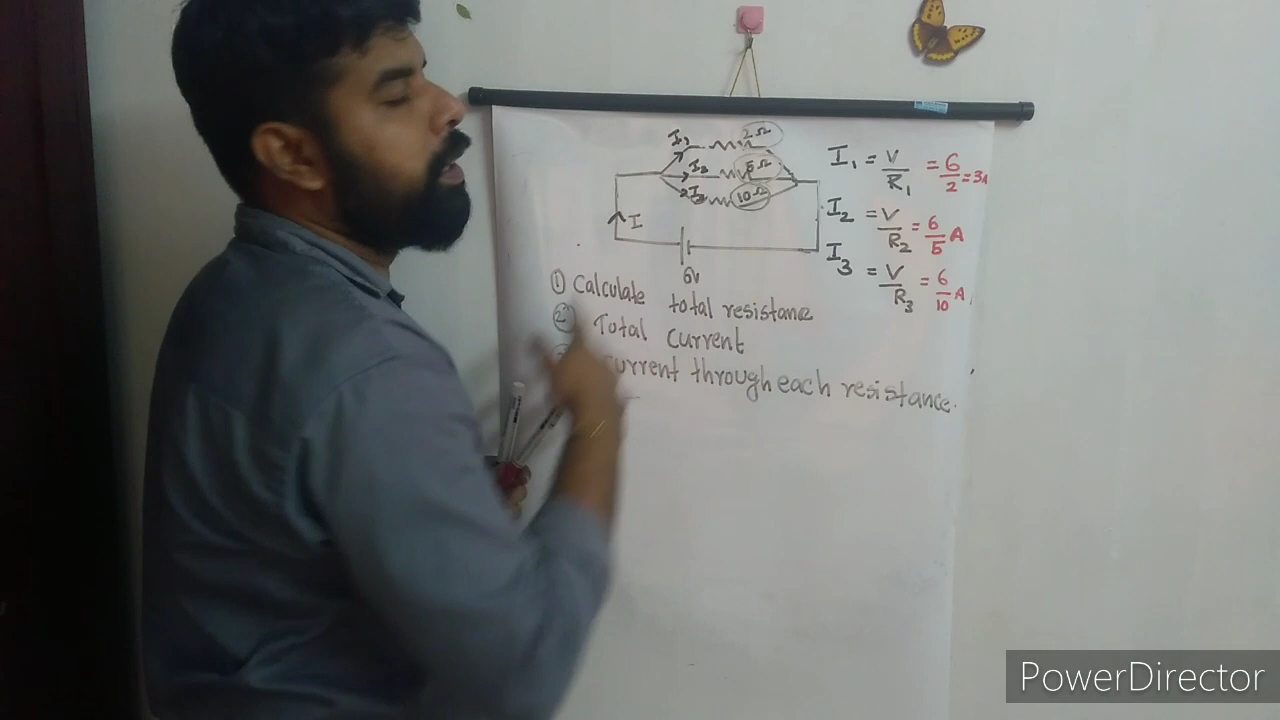 I1 2Ω
I2 5Ω
I3 10Ω
I
6V
I1 = V/R1 = 6/2 = 3A
I2 = V/R2 = 6/5 A
I3 = V/R3 = 6/10 A
① Calculate total resistance
② Total Current
Current through each resistance.
PowerDirector